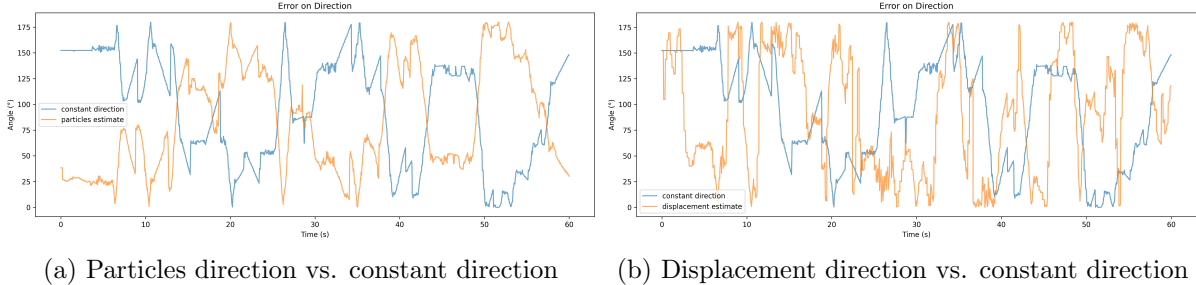 Error on Direction
Angle (°)
175
150
125
100
75
50
25
0
constant direction
particles estimate
0 10 20 30 40 50 60
Time (s)
(a) Particles direction vs. constant direction
Error on Direction
Angle (°)
175
150
125
100
75
50
25
0
constant direction
displacement estimate
0 10 20 30 40 50 60
Time (s)
(b) Displacement direction vs. constant direction